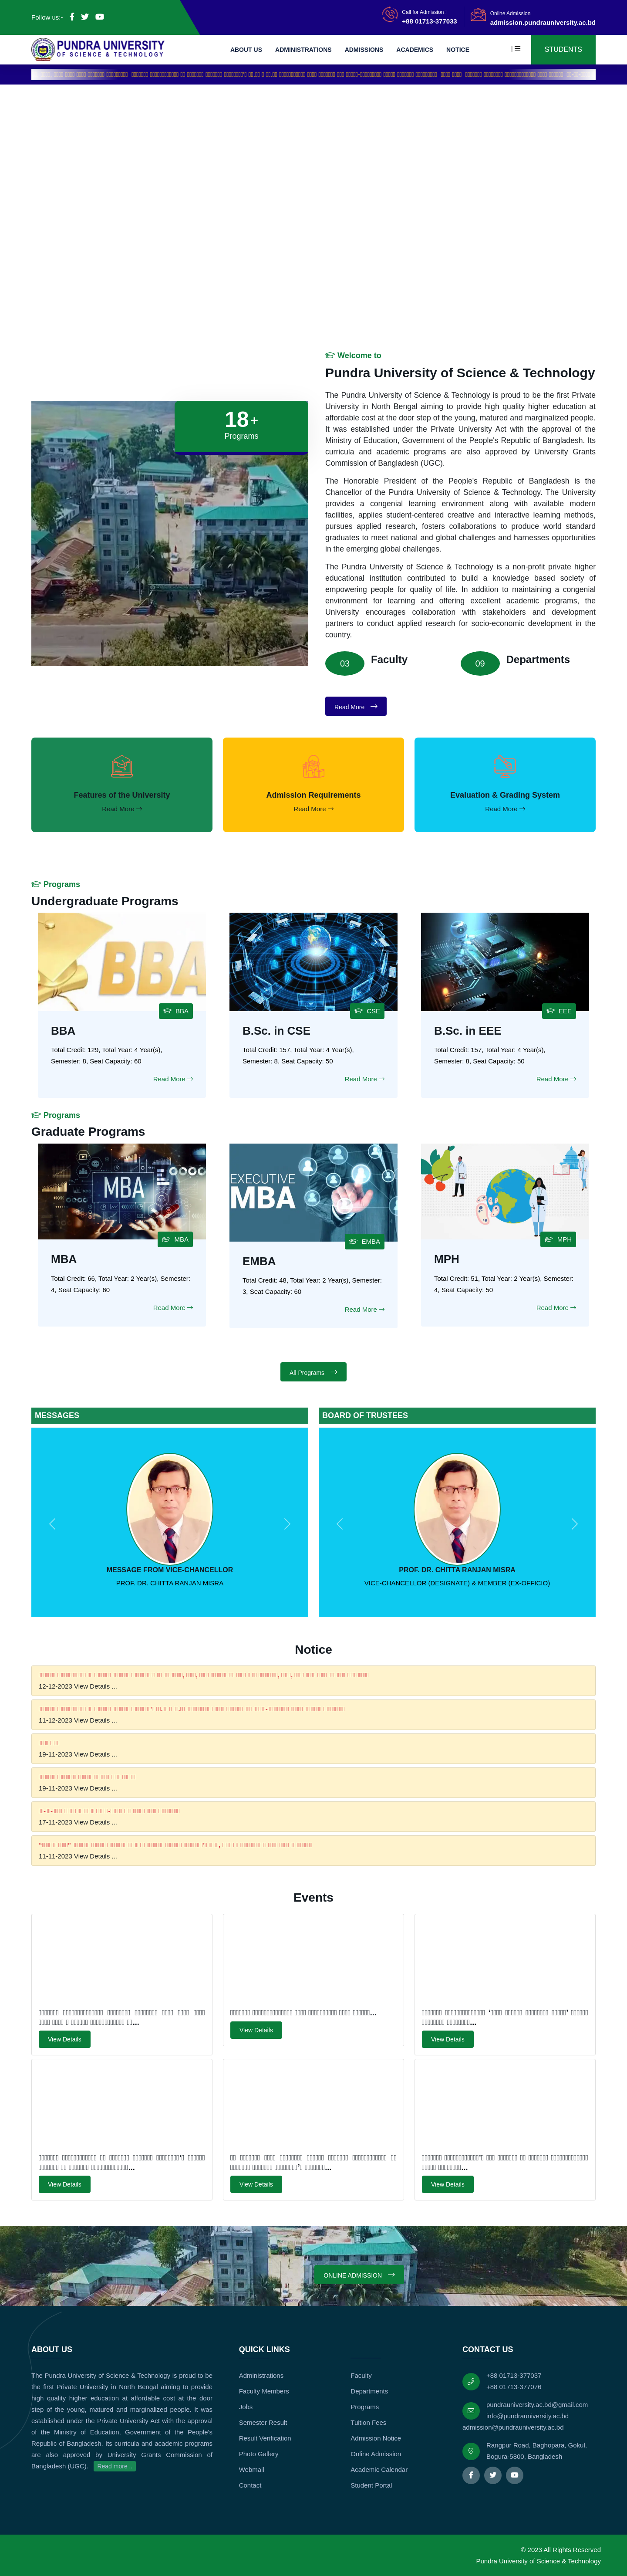 Follow us:-
Call for Admission !
+88 01713-377033
Online Admission
admission.pundrauniversity.ac.bd
PUNDRA UNIVERSITY
OF SCIENCE & TECHNOLOGY
ABOUT US
ADMINISTRATIONS
ADMISSIONS
ACADEMICS
NOTICE
STUDENTS
Welcome to
Pundra University of Science & Technology
18+
Programs
The Pundra University of Science & Technology is proud to be the first Private
University in North Bengal aiming to provide high quality higher education at
affordable cost at the door step of the young, matured and marginalized people.
It was established under the Private University Act with the approval of the
Ministry of Education, Government of the People's Republic of Bangladesh. Its
curricula and academic programs are also approved by University Grants
Commission of Bangladesh (UGC).
The Honorable President of the People's Republic of Bangladesh is the
Chancellor of the Pundra University of Science & Technology. The University
provides a congenial learning environment along with available modern
facilities, applies student-centered creative and interactive learning methods,
pursues applied research, fosters collaborations to produce world standard
graduates to meet national and global challenges and harnesses opportunities
in the emerging global challenges.
The Pundra University of Science & Technology is a non-profit private higher
educational institution contributed to build a knowledge based society of
empowering people for quality of life. In addition to maintaining a congenial
environment for learning and offering excellent academic programs, the
University encourages collaboration with stakeholders and development
partners to conduct applied research for socio-economic development in the
country.
03
Faculty
09
Departments
Read More
Features of the University
Read More
Admission Requirements
Read More
Evaluation & Grading System
Read More
Programs
Undergraduate Programs
BBA
BBA
BBA
Total Credit: 129, Total Year: 4 Year(s),
Semester: 8, Seat Capacity: 60
Read More
CSE
B.Sc. in CSE
Total Credit: 157, Total Year: 4 Year(s),
Semester: 8, Seat Capacity: 50
Read More
EEE
B.Sc. in EEE
Total Credit: 157, Total Year: 4 Year(s),
Semester: 8, Seat Capacity: 50
Read More
Programs
Graduate Programs
MBA
MBA
MBA
Total Credit: 66, Total Year: 2 Year(s), Semester:
4, Seat Capacity: 60
Read More
EXECUTIVE
MBA
EMBA
EMBA
Total Credit: 48, Total Year: 2 Year(s), Semester:
3, Seat Capacity: 60
Read More
MPH
MPH
Total Credit: 51, Total Year: 2 Year(s), Semester:
4, Seat Capacity: 50
Read More
All Programs
MESSAGES
MESSAGE FROM VICE-CHANCELLOR
PROF. DR. CHITTA RANJAN MISRA
BOARD OF TRUSTEES
PROF. DR. CHITTA RANJAN MISRA
VICE-CHANCELLOR (DESIGNATE) & MEMBER (EX-OFFICIO)
Notice
12-12-2023 View Details ...
11-12-2023 View Details ...
19-11-2023 View Details ...
19-11-2023 View Details ...
17-11-2023 View Details ...
11-11-2023 View Details ...
Events
View Details
View Details
View Details
View Details
View Details
View Details
ONLINE ADMISSION
ABOUT US
The Pundra University of Science & Technology is proud to be
the first Private University in North Bengal aiming to provide
high quality higher education at affordable cost at the door
step of the young, matured and marginalized people. It was
established under the Private University Act with the approval
of the Ministry of Education, Government of the People's
Republic of Bangladesh. Its curricula and academic programs
are also approved by University Grants Commission of
Bangladesh (UGC). Read more ..
QUICK LINKS
Administrations
Faculty Members
Jobs
Semester Result
Result Verification
Photo Gallery
Webmail
Contact
Faculty
Departments
Programs
Tuition Fees
Admission Notice
Online Admission
Academic Calendar
Student Portal
CONTACT US
+88 01713-377037
+88 01713-377076
pundrauniversity.ac.bd@gmail.com
info@pundrauniversity.ac.bd
admission@pundrauniversity.ac.bd
Rangpur Road, Baghopara, Gokul,
Bogura-5800, Bangladesh
© 2023 All Rights Reserved
Pundra University of Science & Technology